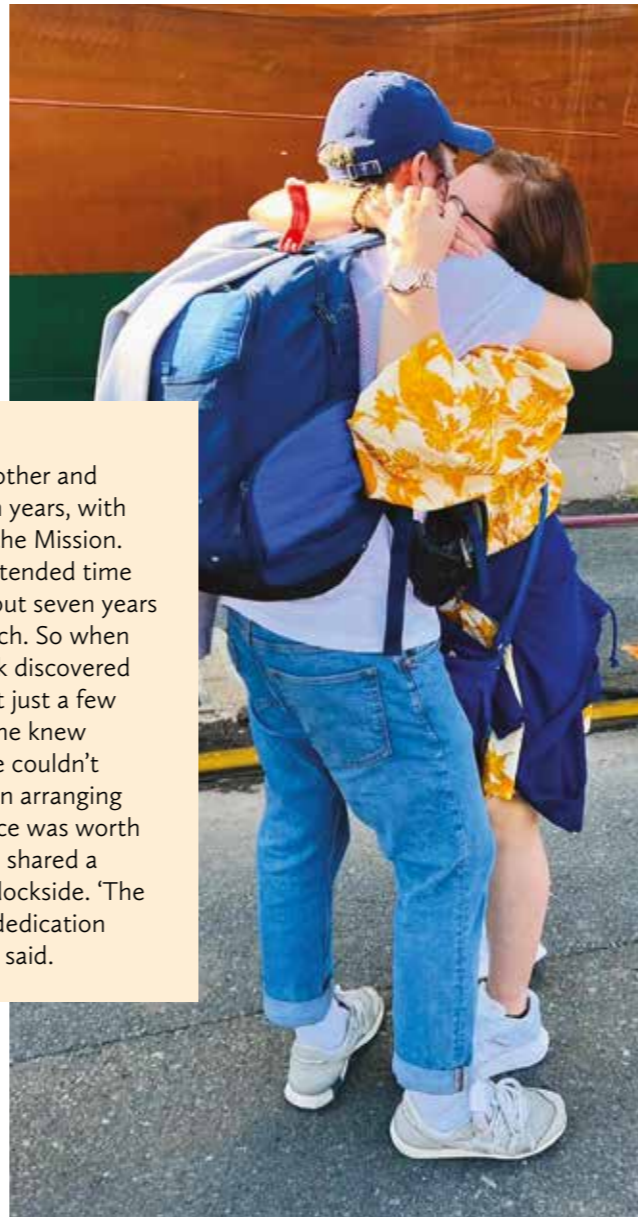 other and
n years, with
he Mission.
tended time
out seven years
ch. So when
k discovered
t just a few
he knew
e couldn't
n arranging
ce was worth
shared a
lockside. ‘The
dedication
said.